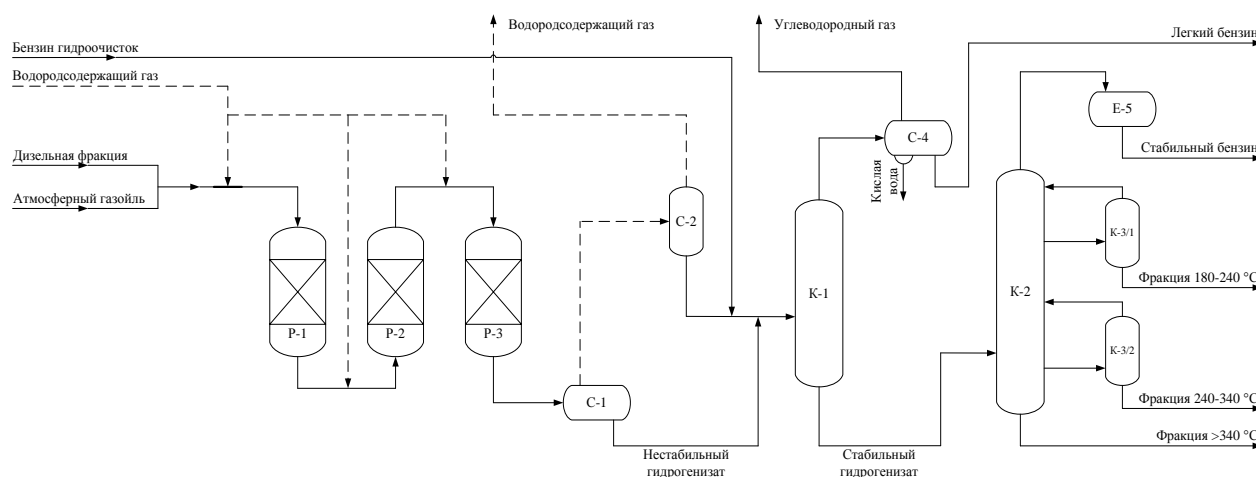 Бензин гидроочисток
Водородсодержащий газ
Дизельная фракция
Атмосферный газойль
Р-1
Р-2
Р-3
С-1
С-2
Водородсодержащий газ
Нестабильный
гидрогенизат
Углеводородный газ
С-4
Кислая
вода
К-1
Стабильный
гидрогенизат
К-2
Легкий бензин
Е-5
Стабильный бензин
К-3/1
Фракция 180-240 °С
К-3/2
Фракция 240-340 °С
Фракция >340 °С